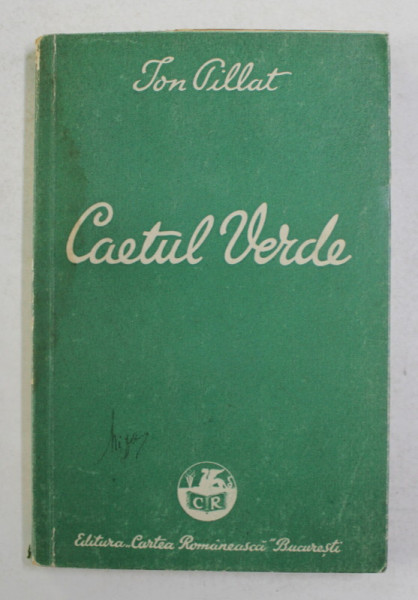 Ion Pillat
Caetul Verde
CR
Editura „Cartea Românească" București